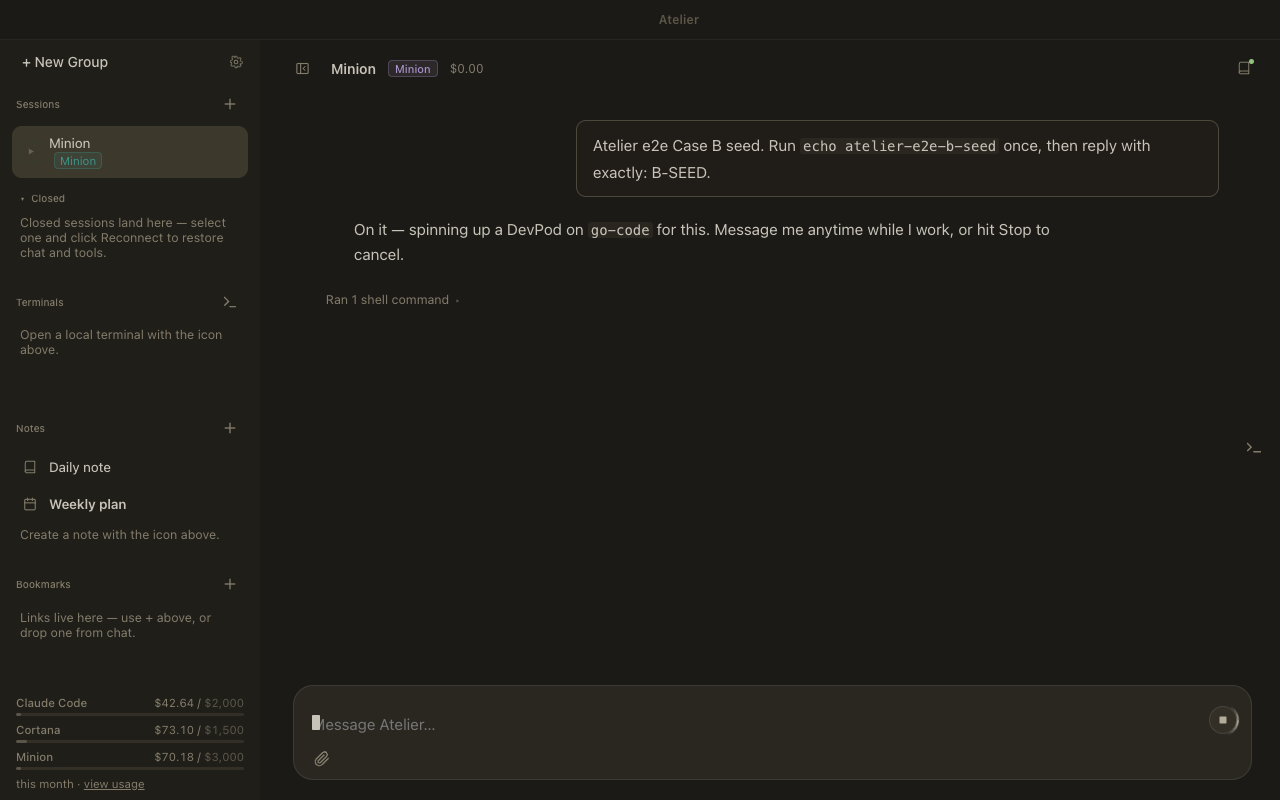 Atelier
+ New Group
Sessions
Minion
Minion
Closed
Closed sessions land here — select
one and click Reconnect to restore
chat and tools.
Terminals
Open a local terminal with the icon
above.
Notes
Daily note
Weekly plan
Create a note with the icon above.
Bookmarks
Links live here — use + above, or
drop one from chat.
Claude Code $42.64 / $2,000
Cortana $73.10 / $1,500
Minion $70.18 / $3,000
this month · view usage
Minion Minion $0.00
Atelier e2e Case B seed. Run echo atelier-e2e-b-seed once, then reply with
exactly: B-SEED.
On it — spinning up a DevPod on go-code for this. Message me anytime while I work, or hit Stop to
cancel.
Ran 1 shell command
Message Atelier...